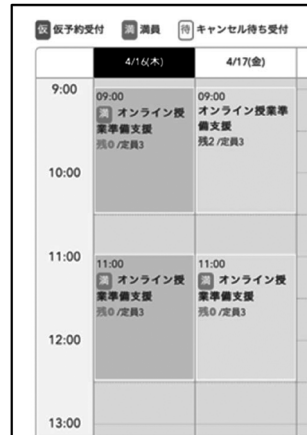 仮 仮予約受付 満 満員 待 キャンセル待ち受付
4/16(木) 4/17(金)
9:00
09:00
満 オンライン授
業準備支援
残0 /定員3
09:00
オンライン授業準
備支援
残2 /定員3
10:00
11:00
11:00
満 オンライン授
業準備支援
残0 /定員3
11:00
満 オンライン授
業準備支援
残0 /定員3
12:00
13:00